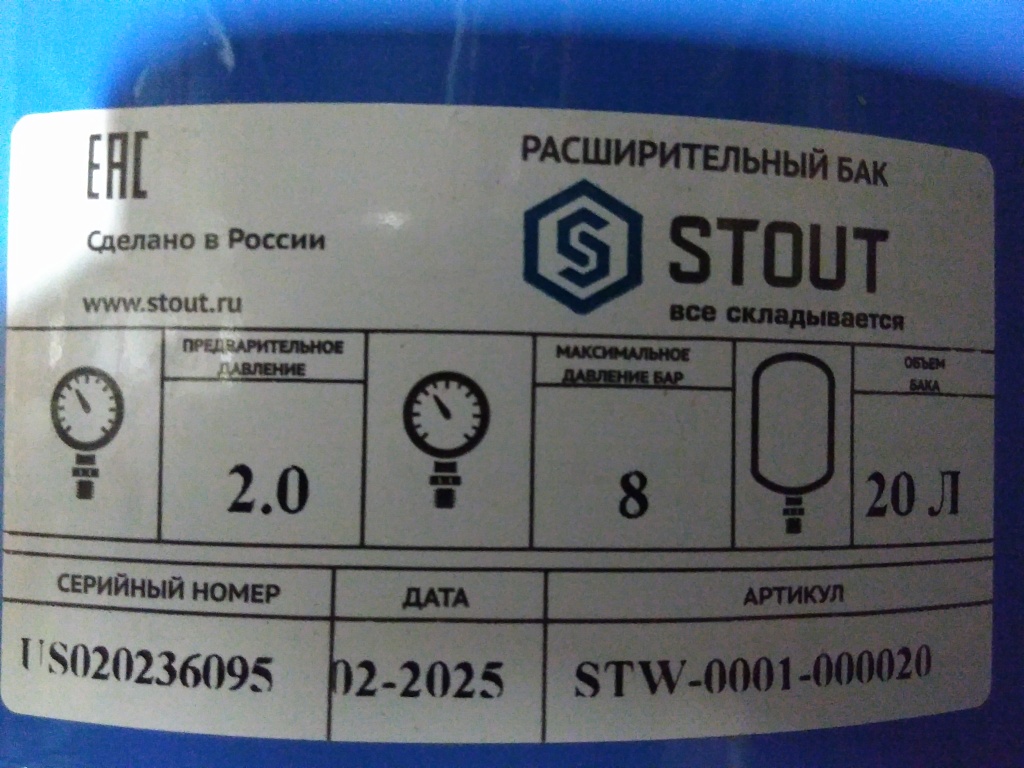 ЕАС
Сделано в России
www.stout.ru
РАСШИРИТЕЛЬНЫЙ БАК
STOUT
все складывается
ПРЕДВАРИТЕЛЬНОЕ
ДАВЛЕНИЕ
2.0
МАКСИМАЛЬНОЕ
ДАВЛЕНИЕ БАР
8
ОБЪЕМ
БАКА
20 Л
СЕРИЙНЫЙ НОМЕР
US020236095
ДАТА
02-2025
АРТИКУЛ
STW-0001-000020